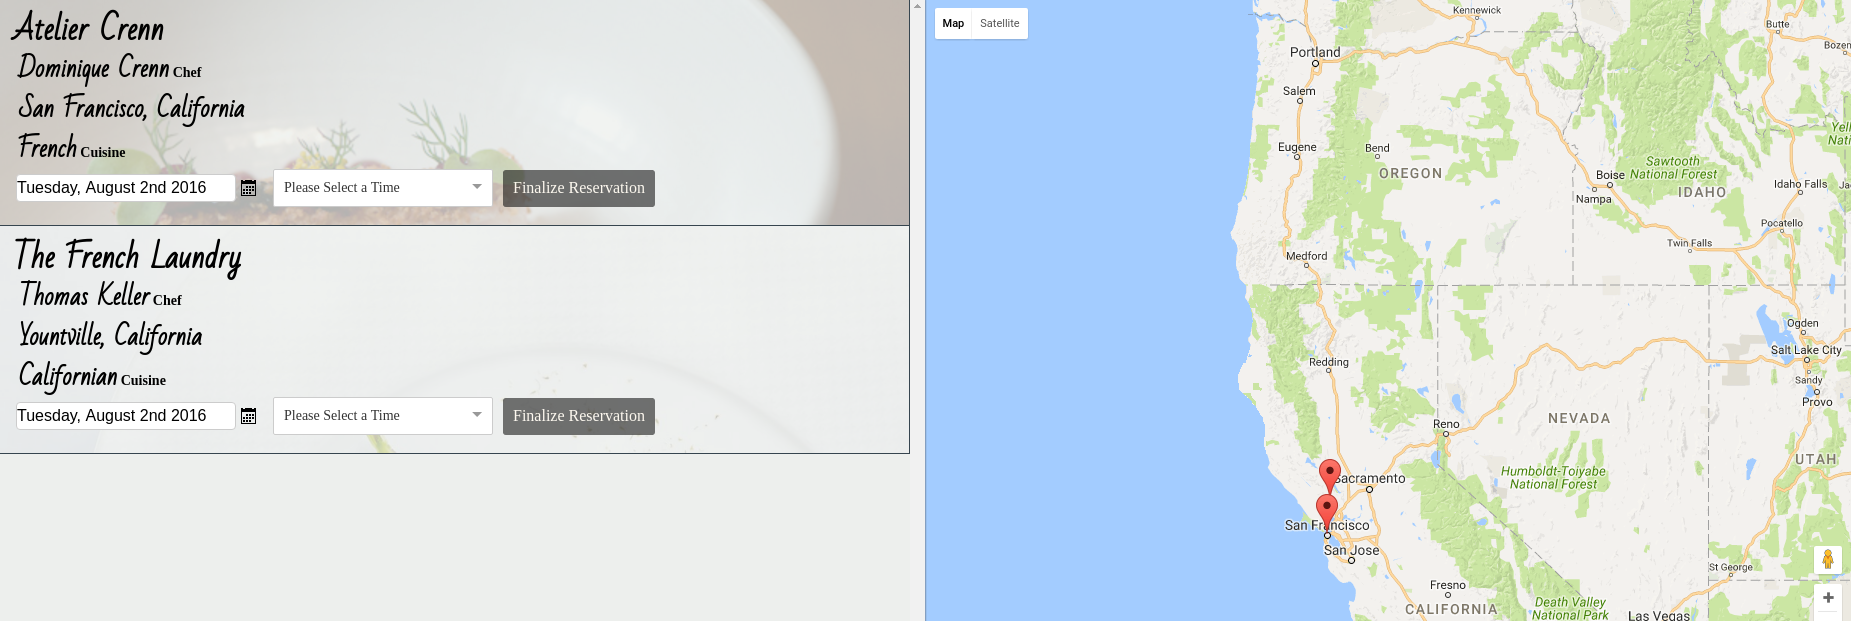 Atelier Crenn
Dominique Crenn Chef
San Francisco, California
French Cuisine
Tuesday, August 2nd 2016
Please Select a Time
Finalize Reservation
The French Laundry
Thomas Keller Chef
Yountville, California
Californian Cuisine
Tuesday, August 2nd 2016
Please Select a Time
Finalize Reservation
Map
Satellite
Kennewick
Portland
Butte
Salem
Eugene
Bend
OREGON
Sawtooth
National Forest
Boise
Nampa
IDAHO
Idaho Falls
Pocatello
Twin Falls
Medford
Ogden
Redding
Salt Lake City
Sandy
Provo
NEVADA
Reno
UTAH
Humboldt-Toiyabe
National Forest
Sacramento
San Francisco
San Jose
St George
Fresno
CALIFORNIA
Death Valley
National Park
Las Vegas